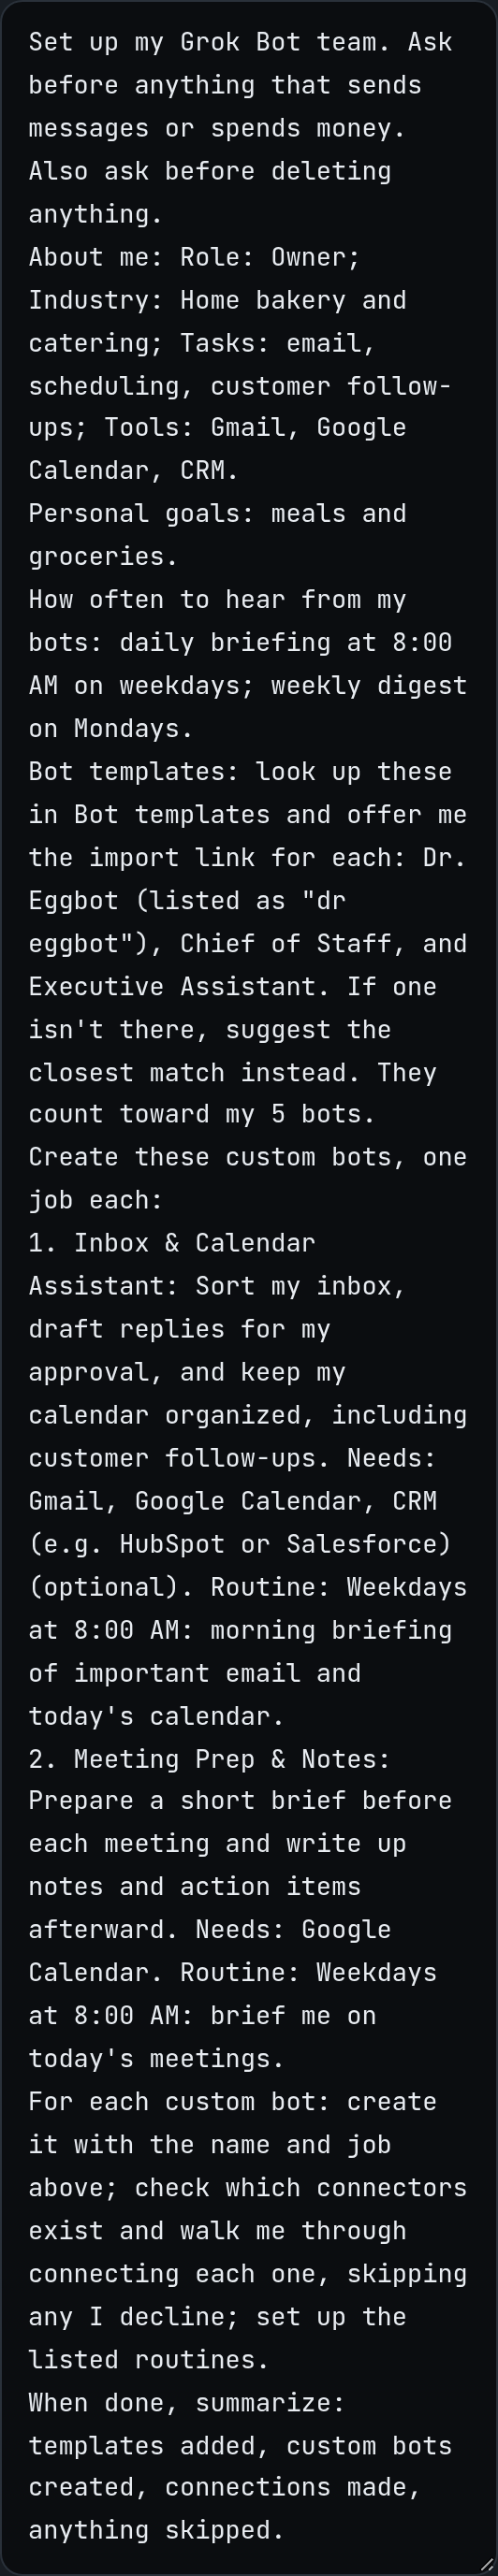 Set up my Grok Bot team. Ask
before anything that sends
messages or spends money.
Also ask before deleting
anything.
About me: Role: Owner;
Industry: Home bakery and
catering; Tasks: email,
scheduling, customer follow-
ups; Tools: Gmail, Google
Calendar, CRM.
Personal goals: meals and
groceries.
How often to hear from my
bots: daily briefing at 8:00
AM on weekdays; weekly digest
on Mondays.
Bot templates: look up these
in Bot templates and offer me
the import link for each: Dr.
Eggbot (listed as "dr
eggbot"), Chief of Staff, and
Executive Assistant. If one
isn't there, suggest the
closest match instead. They
count toward my 5 bots.
Create these custom bots, one
job each:
1. Inbox & Calendar
Assistant: Sort my inbox,
draft replies for my
approval, and keep my
calendar organized, including
customer follow-ups. Needs:
Gmail, Google Calendar, CRM
(e.g. HubSpot or Salesforce)
(optional). Routine: Weekdays
at 8:00 AM: morning briefing
of important email and
today's calendar.
2. Meeting Prep & Notes:
Prepare a short brief before
each meeting and write up
notes and action items
afterward. Needs: Google
Calendar. Routine: Weekdays
at 8:00 AM: brief me on
today's meetings.
For each custom bot: create
it with the name and job
above; check which connectors
exist and walk me through
connecting each one, skipping
any I decline; set up the
listed routines.
When done, summarize:
templates added, custom bots
created, connections made,
anything skipped.